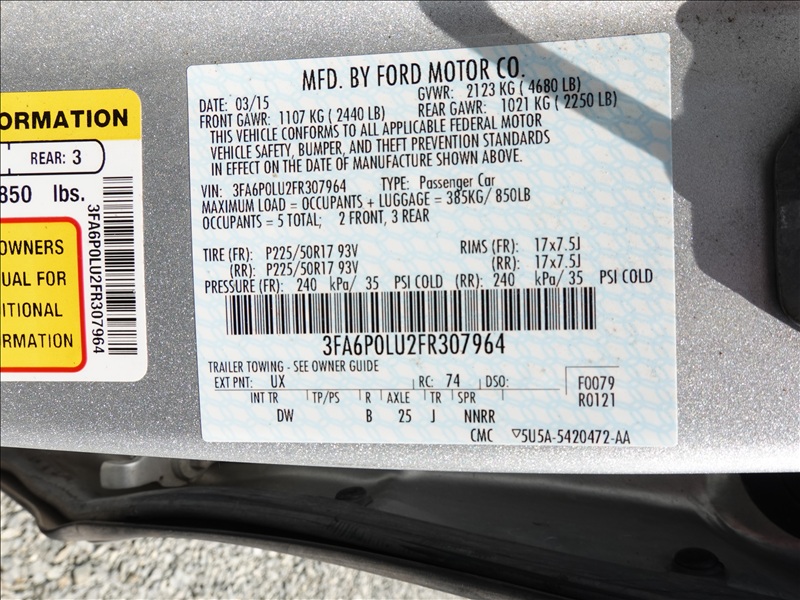 ORMATION
REAR: 3
850 lbs.
OWNERS
UAL FOR
ITIONAL
ORMATION
3FA6P0LU2FR307964
MFD. BY FORD MOTOR CO.
DATE: 03/15 GVWR: 2123 KG ( 4680 LB)
FRONT GAWR: 1107 KG ( 2440 LB) REAR GAWR: 1021 KG ( 2250 LB)
THIS VEHICLE CONFORMS TO ALL APPLICABLE FEDERAL MOTOR
VEHICLE SAFETY, BUMPER, AND THEFT PREVENTION STANDARDS
IN EFFECT ON THE DATE OF MANUFACTURE SHOWN ABOVE.
VIN: 3FA6P0LU2FR307964 TYPE: Passenger Car
MAXIMUM LOAD = OCCUPANTS + LUGGAGE = 385KG/ 850LB
OCCUPANTS = 5 TOTAL; 2 FRONT, 3 REAR
TIRE (FR): P225/50R17 93V RIMS (FR): 17x7.5J
(RR): P225/50R17 93V (RR): 17x7.5J
PRESSURE (FR): 240 kPa/ 35 PSI COLD (RR): 240 kPa/ 35 PSI COLD
3FA6P0LU2FR307964
TRAILER TOWING - SEE OWNER GUIDE
EXT PNT: UX RC: 74 DSO: F0079
INT TR TP/PS R AXLE TR SPR R0121
DW B 25 J NNRR
CMC ▽5U5A-5420472-AA